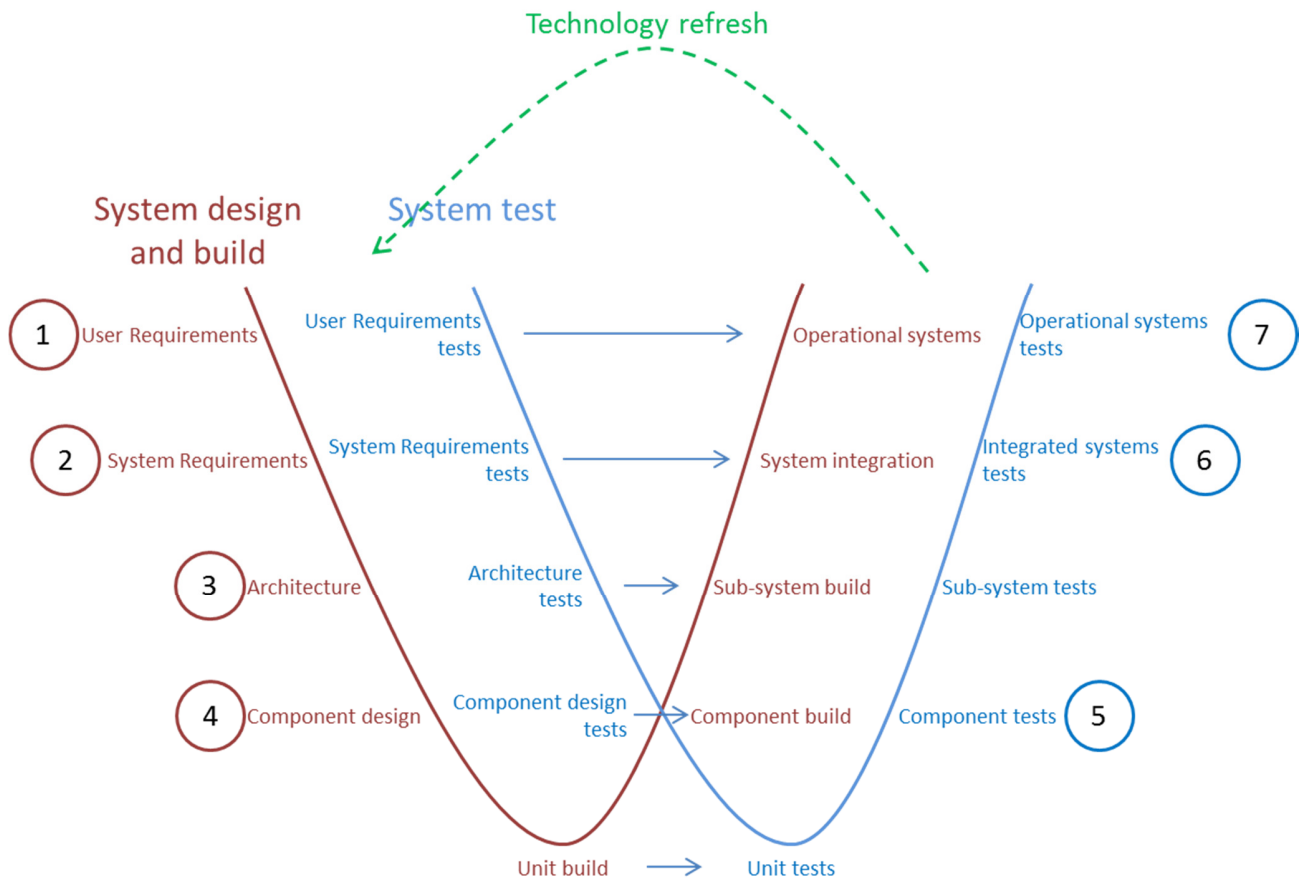 Technology refresh
System design
and build
System test
1
User Requirements
User Requirements
tests
Operational systems
Operational systems
tests
7
2
System Requirements
System Requirements
tests
System integration
Integrated systems
tests
6
3
Architecture
Architecture
tests
Sub-system build
Sub-system tests
4
Component design
Component design
tests
Component build
Component tests
5
Unit build
Unit tests